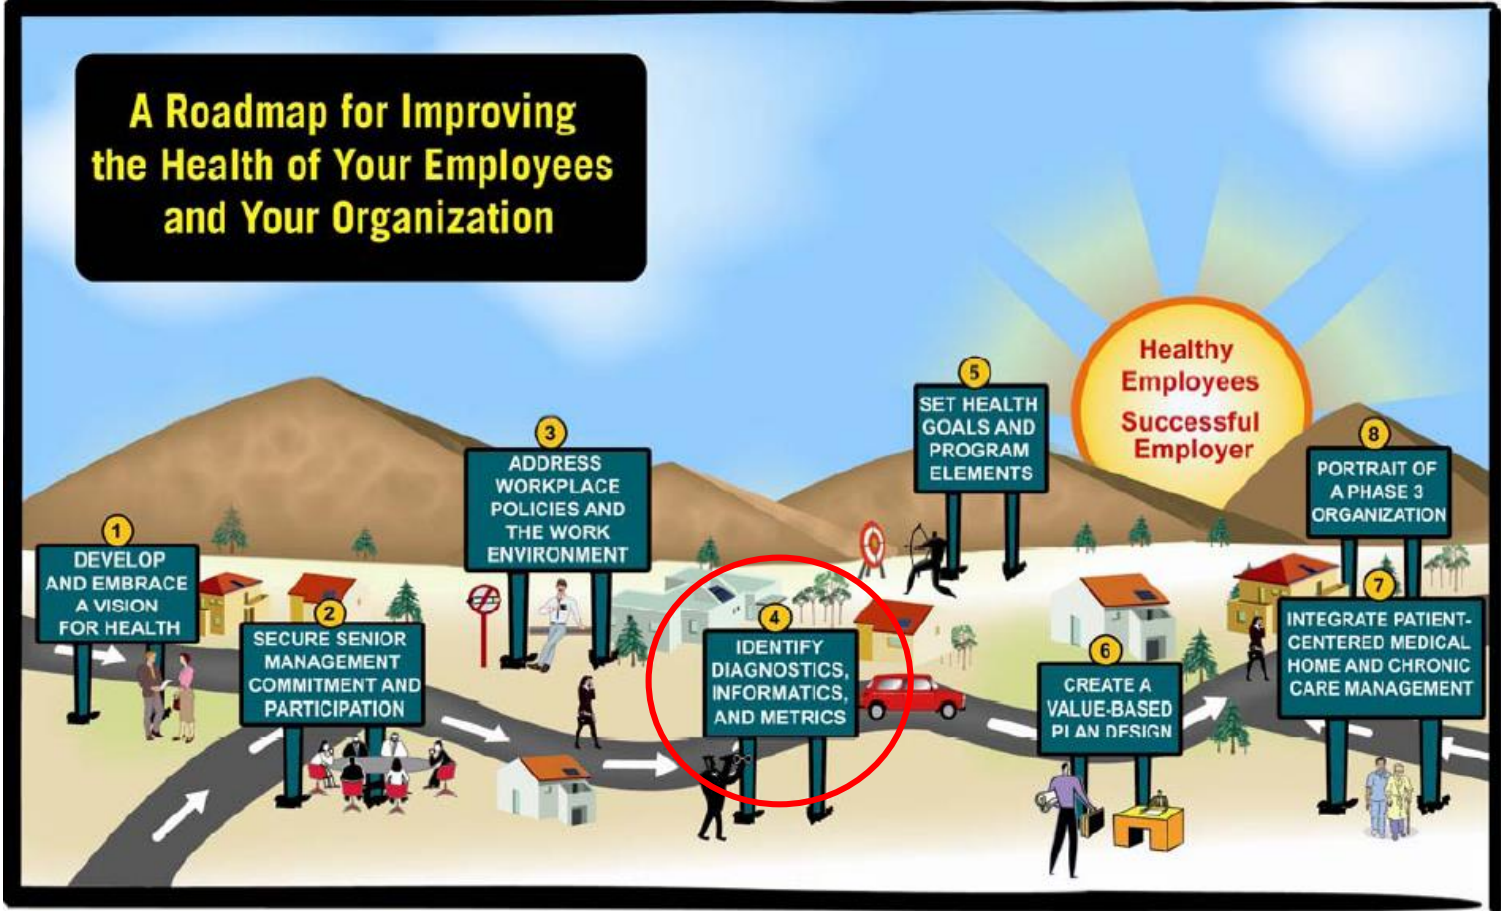 A Roadmap for Improving
the Health of Your Employees
and Your Organization
Healthy
Employees
Successful
Employer
1
DEVELOP
AND EMBRACE
A VISION
FOR HEALTH
2
SECURE SENIOR
MANAGEMENT
COMMITMENT AND
PARTICIPATION
3
ADDRESS
WORKPLACE
POLICIES AND
THE WORK
ENVIRONMENT
4
IDENTIFY
DIAGNOSTICS,
INFORMATICS,
AND METRICS
5
SET HEALTH
GOALS AND
PROGRAM
ELEMENTS
6
CREATE A
VALUE-BASED
PLAN DESIGN
7
INTEGRATE PATIENT-
CENTERED MEDICAL
HOME AND CHRONIC
CARE MANAGEMENT
8
PORTRAIT OF
A PHASE 3
ORGANIZATION